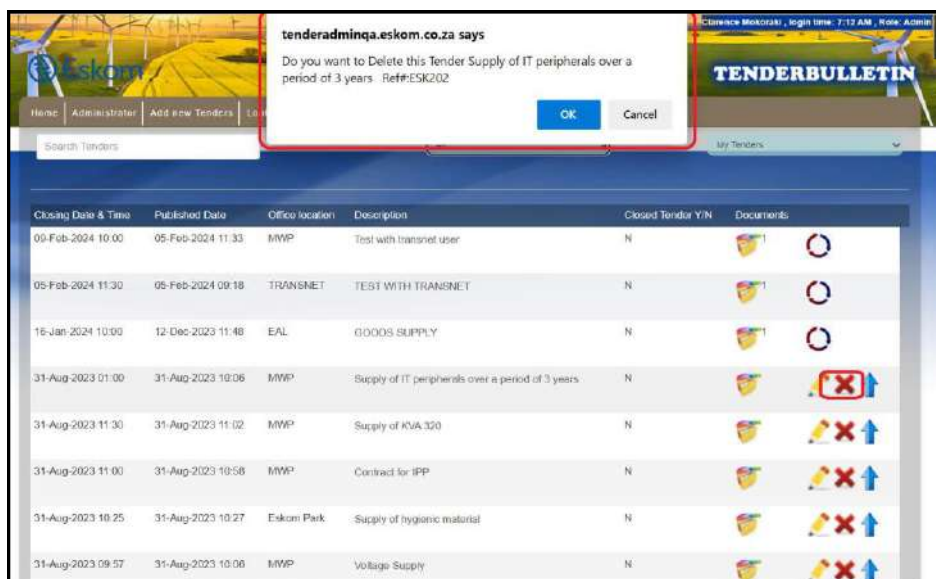 Clarence Mokoraki , login time: 7:12 AM , Role: Admin
tenderadminqa.eskom.co.za says
Do you want to Delete this Tender Supply of IT peripherals over a
period of 3 years Ref#:ESK202
OK Cancel
Eskom
TENDERBULLETIN
Home Administrator Add new Tenders
Search Tenders My Tenders
Closing Date & Time Published Date Office location Description Closed Tender Y/N Documents
09-Feb-2024 10:00 05-Feb-2024 11:33 MWP Test with transnet user N 1
05-Feb-2024 11:30 05-Feb-2024 09:18 TRANSNET TEST WITH TRANSNET N 1
16-Jan-2024 10:00 12-Dec-2023 11:48 EAL GOODS SUPPLY N 1
31-Aug-2023 01:00 31-Aug-2023 10:06 MWP Supply of IT peripherals over a period of 3 years N
31-Aug-2023 11:30 31-Aug-2023 11:02 MWP Supply of KVA 320 N
31-Aug-2023 11:00 31-Aug-2023 10:58 MWP Contract for IPP N
31-Aug-2023 10:25 31-Aug-2023 10:27 Eskom Park Supply of hygienic material N
31-Aug-2023 09:57 31-Aug-2023 10:06 MWP Voltage Supply N